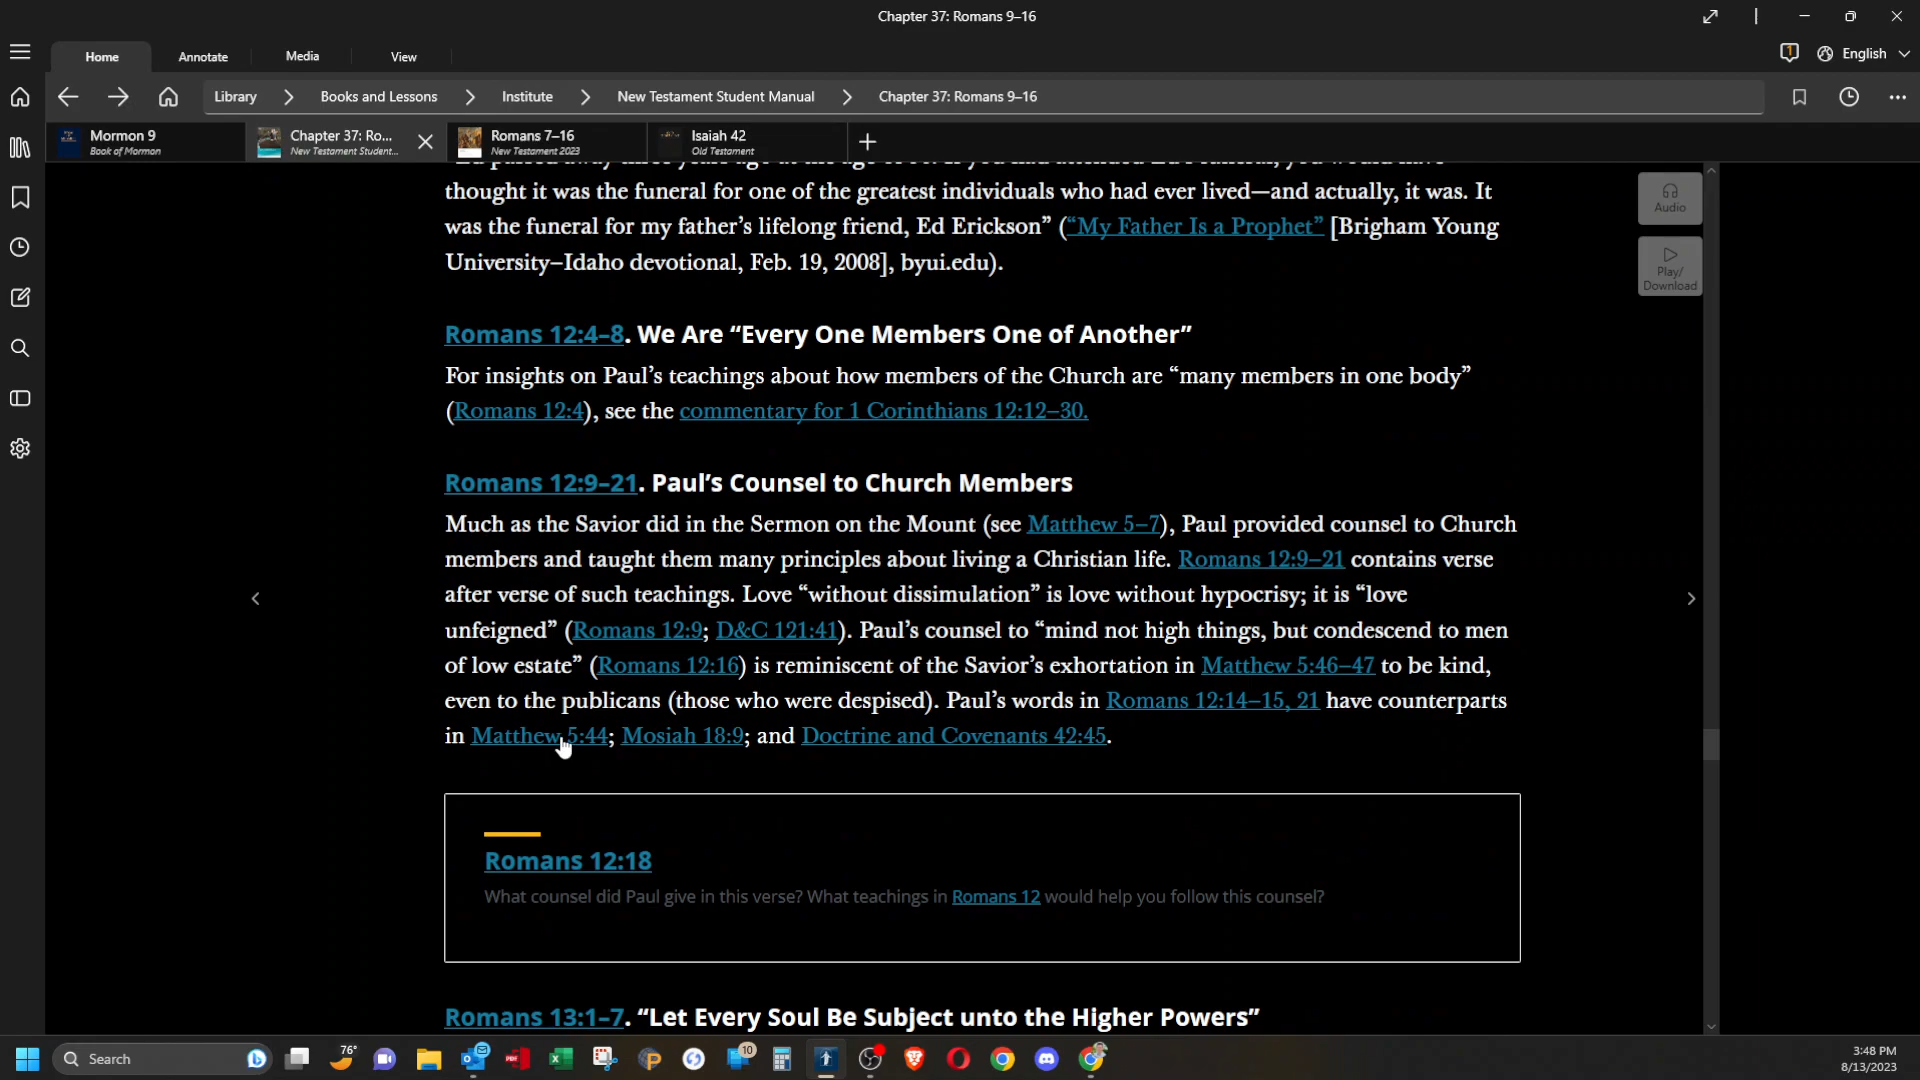 Chapter 37: Romans 9–16
Home
Annotate
Media
View
1
English
Library
Books and Lessons
Institute
New Testament Student Manual
Chapter 37: Romans 9–16
Mormon 9
Book of Mormon
Chapter 37: Ro...
New Testament Student...
Romans 7–16
New Testament 2023
Isaiah 42
Old Testament
thought it was the funeral for one of the greatest individuals who had ever lived—and actually, it was. It
was the funeral for my father’s lifelong friend, Ed Erickson” (“My Father Is a Prophet” [Brigham Young
University–Idaho devotional, Feb. 19, 2008], byui.edu).
Audio
Play/
Download
Romans 12:4–8. We Are “Every One Members One of Another”
For insights on Paul’s teachings about how members of the Church are “many members in one body”
(Romans 12:4), see the commentary for 1 Corinthians 12:12–30.
Romans 12:9–21. Paul’s Counsel to Church Members
Much as the Savior did in the Sermon on the Mount (see Matthew 5–7), Paul provided counsel to Church
members and taught them many principles about living a Christian life. Romans 12:9–21 contains verse
after verse of such teachings. Love “without dissimulation” is love without hypocrisy; it is “love
unfeigned” (Romans 12:9; D&C 121:41). Paul’s counsel to “mind not high things, but condescend to men
of low estate” (Romans 12:16) is reminiscent of the Savior’s exhortation in Matthew 5:46–47 to be kind,
even to the publicans (those who were despised). Paul’s words in Romans 12:14–15, 21 have counterparts
in Matthew 5:44; Mosiah 18:9; and Doctrine and Covenants 42:45.
Romans 12:18
What counsel did Paul give in this verse? What teachings in Romans 12 would help you follow this counsel?
Romans 13:1–7. “Let Every Soul Be Subject unto the Higher Powers”
Search
76°
PDF
10
3:48 PM
8/13/2023